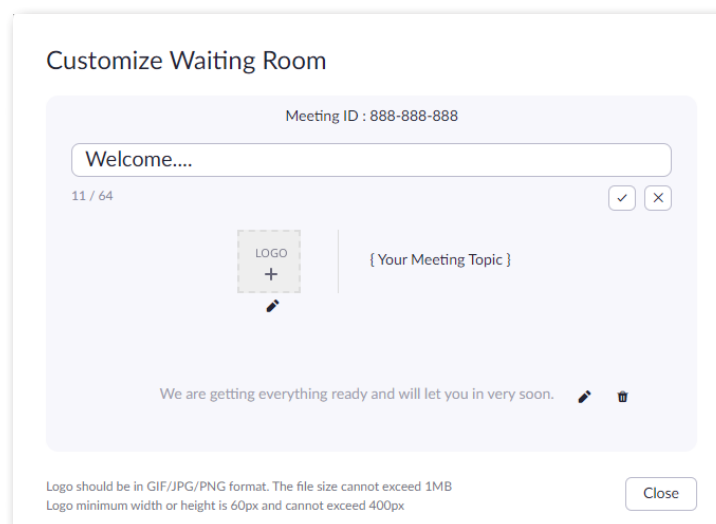 Customize Waiting Room
Meeting ID : 888-888-888
Welcome....
11 / 64
LOGO
{ Your Meeting Topic }
We are getting everything ready and will let you in very soon.
Logo should be in GIF/JPG/PNG format. The file size cannot exceed 1MB
Logo minimum width or height is 60px and cannot exceed 400px
Close